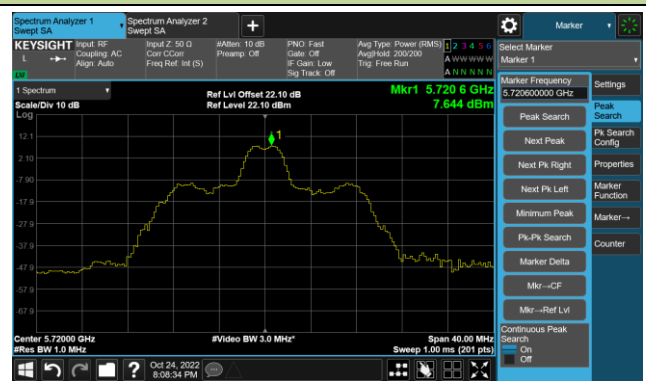 Spectrum Analyzer 1
Swept SA
Spectrum Analyzer 2
Swept SA
+
Marker
KEYSIGHT
L
LW
Input: RF
Coupling: AC
Align: Auto
Input Z: 50 Ω
Corr CCorr
Freq Ref: Int (S)
#Atten: 10 dB
Preamp: Off
PNO: Fast
Gate: Off
IF Gain: Low
Sig Track: Off
Avg Type: Power (RMS)
Avg|Hold: 200/200
Trig: Free Run
1 2 3 4 5 6
A W W W W W
A N N N N N
Select Marker
Marker 1
1 Spectrum
Scale/Div 10 dB
Log
Ref Lvl Offset 22.10 dB
Ref Level 22.10 dBm
Mkr1 5.720 6 GHz
7.644 dBm
12.1
2.10
-7.90
-17.9
-27.9
-37.9
-47.9
-57.9
-67.9
1
Center 5.72000 GHz
#Res BW 1.0 MHz
#Video BW 3.0 MHz*
Span 40.00 MHz
Sweep 1.00 ms (201 pts)
Marker Frequency
5.720600000 GHz
Peak Search
Next Peak
Next Pk Right
Next Pk Left
Minimum Peak
Pk-Pk Search
Marker Delta
Mkr→CF
Mkr→Ref Lvl
Continuous Peak
Search
On
Off
Settings
Peak
Search
Pk Search
Config
Properties
Marker
Function
Marker→
Counter
?
Oct 24, 2022
8:08:34 PM